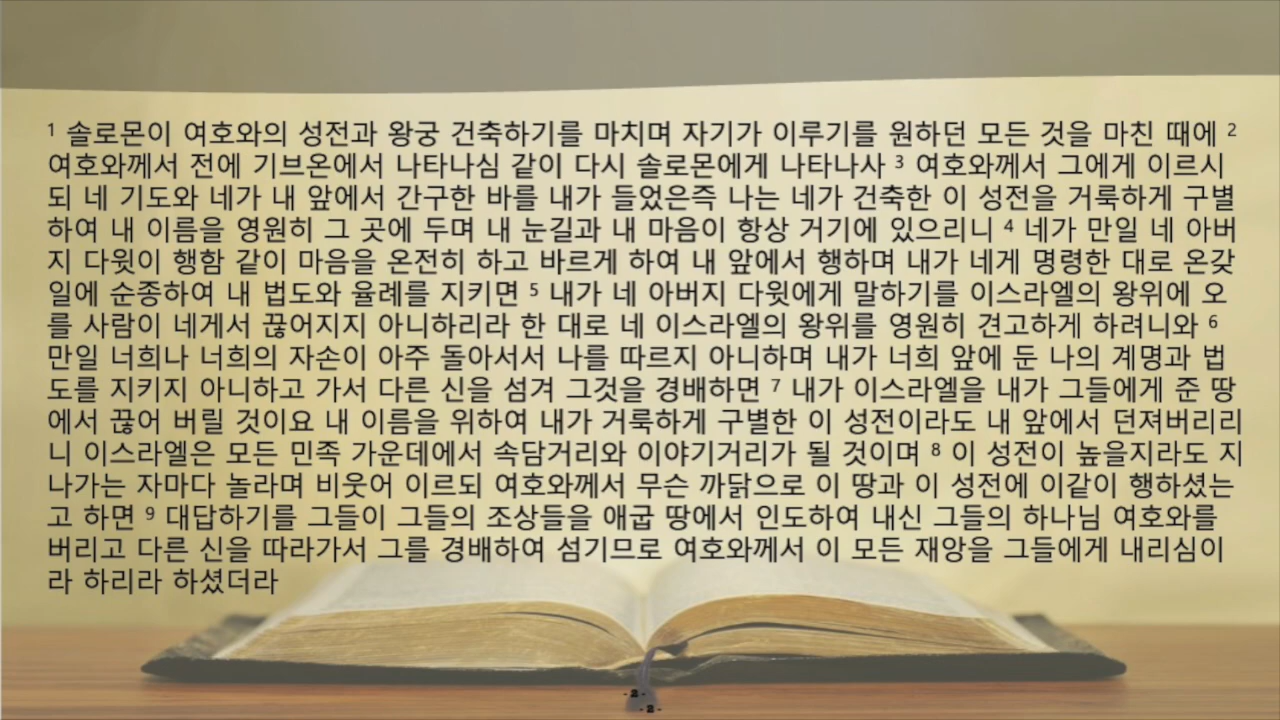 1 솔로몬이 여호와의 성전과 왕궁 건축하기를 마치며 자기가 이루기를 원하던 모든 것을 마친 때에 2
여호와께서 전에 기브온에서 나타나심 같이 다시 솔로몬에게 나타나사 3 여호와께서 그에게 이르시
되 네 기도와 네가 내 앞에서 간구한 바를 내가 들었은즉 나는 네가 건축한 이 성전을 거룩하게 구별
하여 내 이름을 영원히 그 곳에 두며 내 눈길과 내 마음이 항상 거기에 있으리니 4 네가 만일 네 아버
지 다윗이 행함 같이 마음을 온전히 하고 바르게 하여 내 앞에서 행하며 내가 네게 명령한 대로 온갖
일에 순종하여 내 법도와 율례를 지키면 5 내가 네 아버지 다윗에게 말하기를 이스라엘의 왕위에 오
를 사람이 네게서 끊어지지 아니하리라 한 대로 네 이스라엘의 왕위를 영원히 견고하게 하려니와 6
만일 너희나 너희의 자손이 아주 돌아서서 나를 따르지 아니하며 내가 너희 앞에 둔 나의 계명과 법
도를 지키지 아니하고 가서 다른 신을 섬겨 그것을 경배하면 7 내가 이스라엘을 내가 그들에게 준 땅
에서 끊어 버릴 것이요 내 이름을 위하여 내가 거룩하게 구별한 이 성전이라도 내 앞에서 던져버리리
니 이스라엘은 모든 민족 가운데에서 속담거리와 이야기거리가 될 것이며 8 이 성전이 높을지라도 지
나가는 자마다 놀라며 비웃어 이르되 여호와께서 무슨 까닭으로 이 땅과 이 성전에 이같이 행하셨는
고 하면 9 대답하기를 그들이 그들의 조상들을 애굽 땅에서 인도하여 내신 그들의 하나님 여호와를
버리고 다른 신을 따라가서 그를 경배하여 섬기므로 여호와께서 이 모든 재앙을 그들에게 내리심이
라 하리라 하셨더라
- 2 -
- 2 -